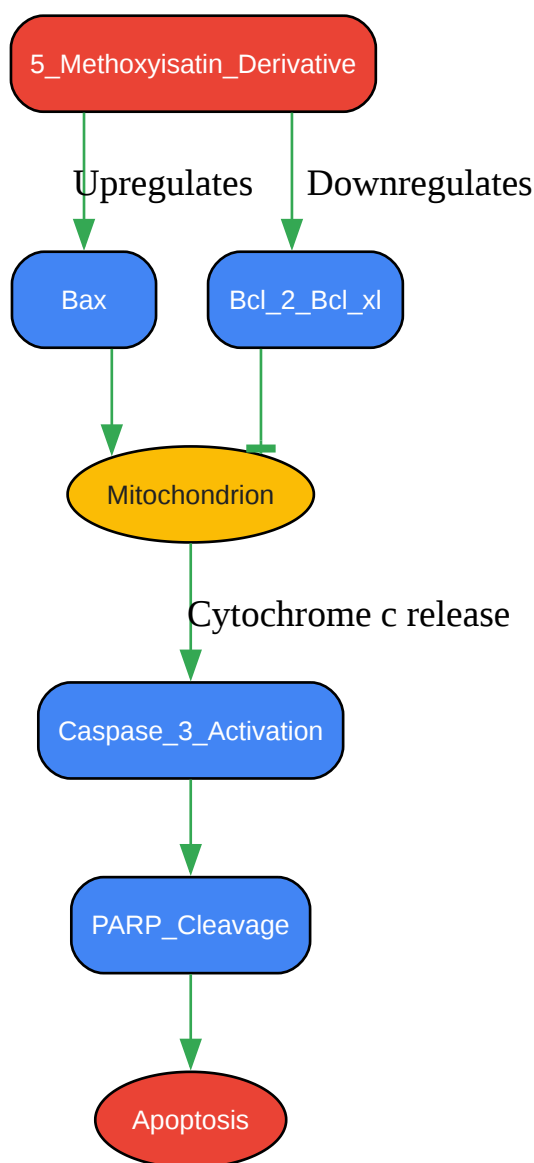 5_Methoxyisatin_Derivative
Upregulates
Downregulates
Bax
Bcl_2_Bcl_xl
Mitochondrion
Cytochrome c release
Caspase_3_Activation
PARP_Cleavage
Apoptosis